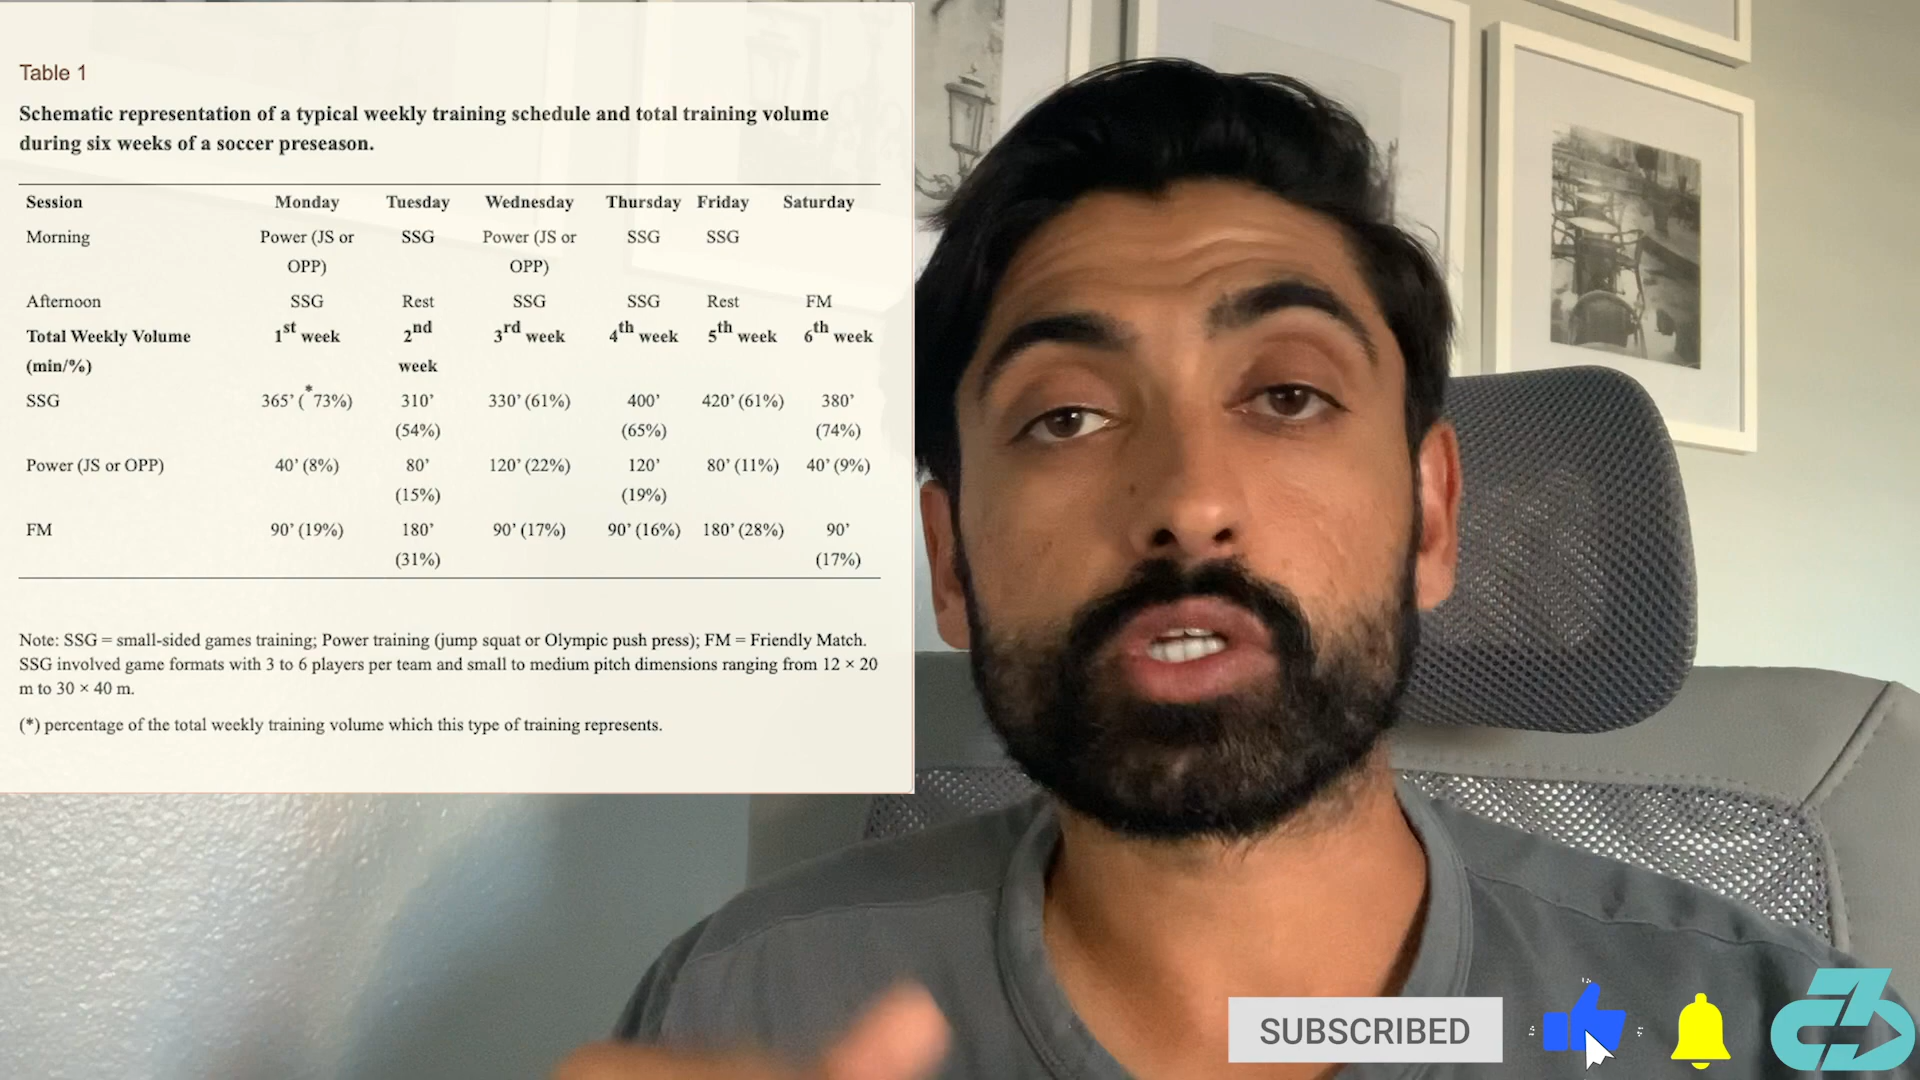 Table 1
Schematic representation of a typical weekly training schedule and total training volume
during six weeks of a soccer preseason.
Session Monday Tuesday Wednesday Thursday Friday Saturday
Morning Power (JS or OPP) SSG Power (JS or OPP) SSG SSG
Afternoon SSG Rest SSG SSG Rest FM
Total Weekly Volume (min/%) 1st week 2nd week 3rd week 4th week 5th week 6th week
SSG 365’ (*73%) 310’ (54%) 330’ (61%) 400’ (65%) 420’ (61%) 380’ (74%)
Power (JS or OPP) 40’ (8%) 80’ (15%) 120’ (22%) 120’ (19%) 80’ (11%) 40’ (9%)
FM 90’ (19%) 180’ (31%) 90’ (17%) 90’ (16%) 180’ (28%) 90’ (17%)
Note: SSG = small-sided games training; Power training (jump squat or Olympic push press); FM = Friendly Match.
SSG involved game formats with 3 to 6 players per team and small to medium pitch dimensions ranging from 12 × 20
m to 30 × 40 m.
(*) percentage of the total weekly training volume which this type of training represents.
SUBSCRIBED